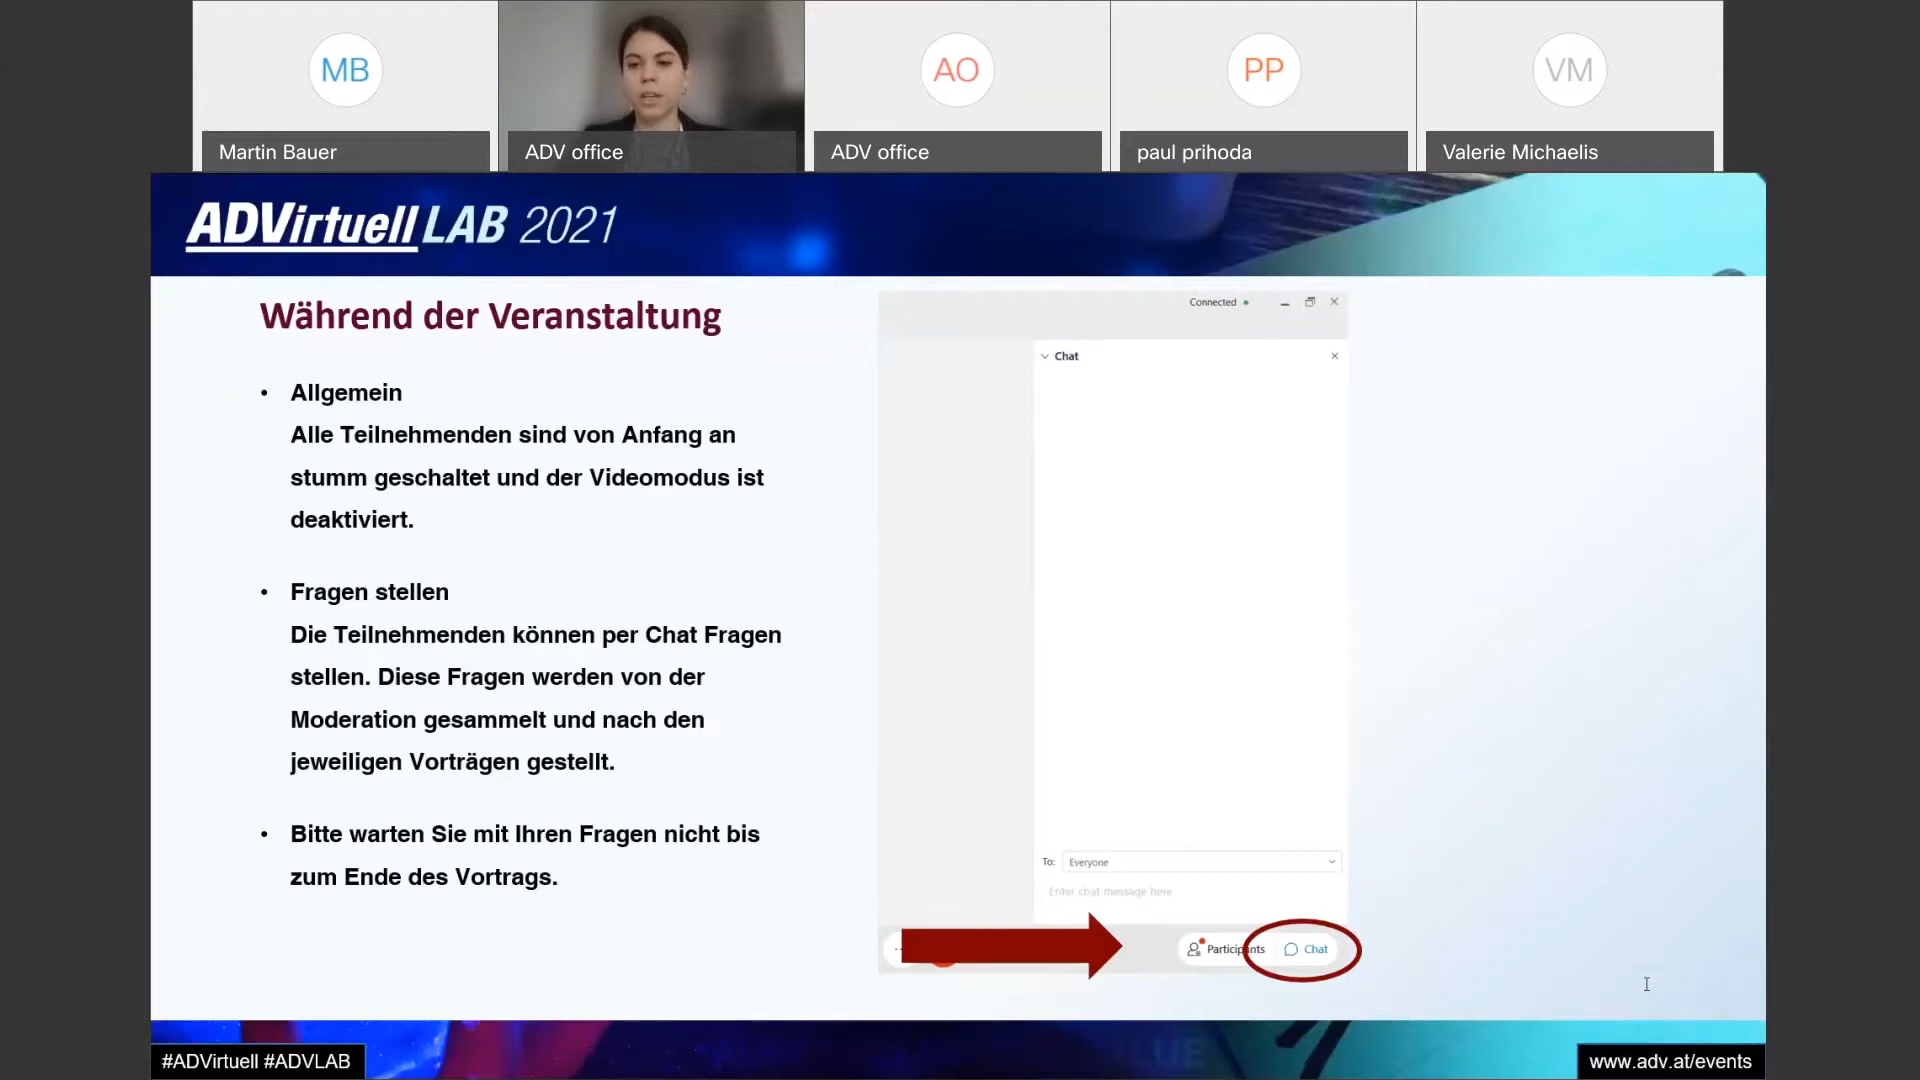 MB
AO
PP
VM
Martin Bauer
ADV office
ADV office
paul prihoda
Valerie Michaelis
ADVirtuell LAB 2021
Während der Veranstaltung
• Allgemein
Alle Teilnehmenden sind von Anfang an
stumm geschaltet und der Videomodus ist
deaktiviert.
• Fragen stellen
Die Teilnehmenden können per Chat Fragen
stellen. Diese Fragen werden von der
Moderation gesammelt und nach den
jeweiligen Vorträgen gestellt.
• Bitte warten Sie mit Ihren Fragen nicht bis
zum Ende des Vortrags.
Connected
Chat
To: Everyone
Enter chat message here
Participants
Chat
#ADVirtuell #ADVLAB
www.adv.at/events